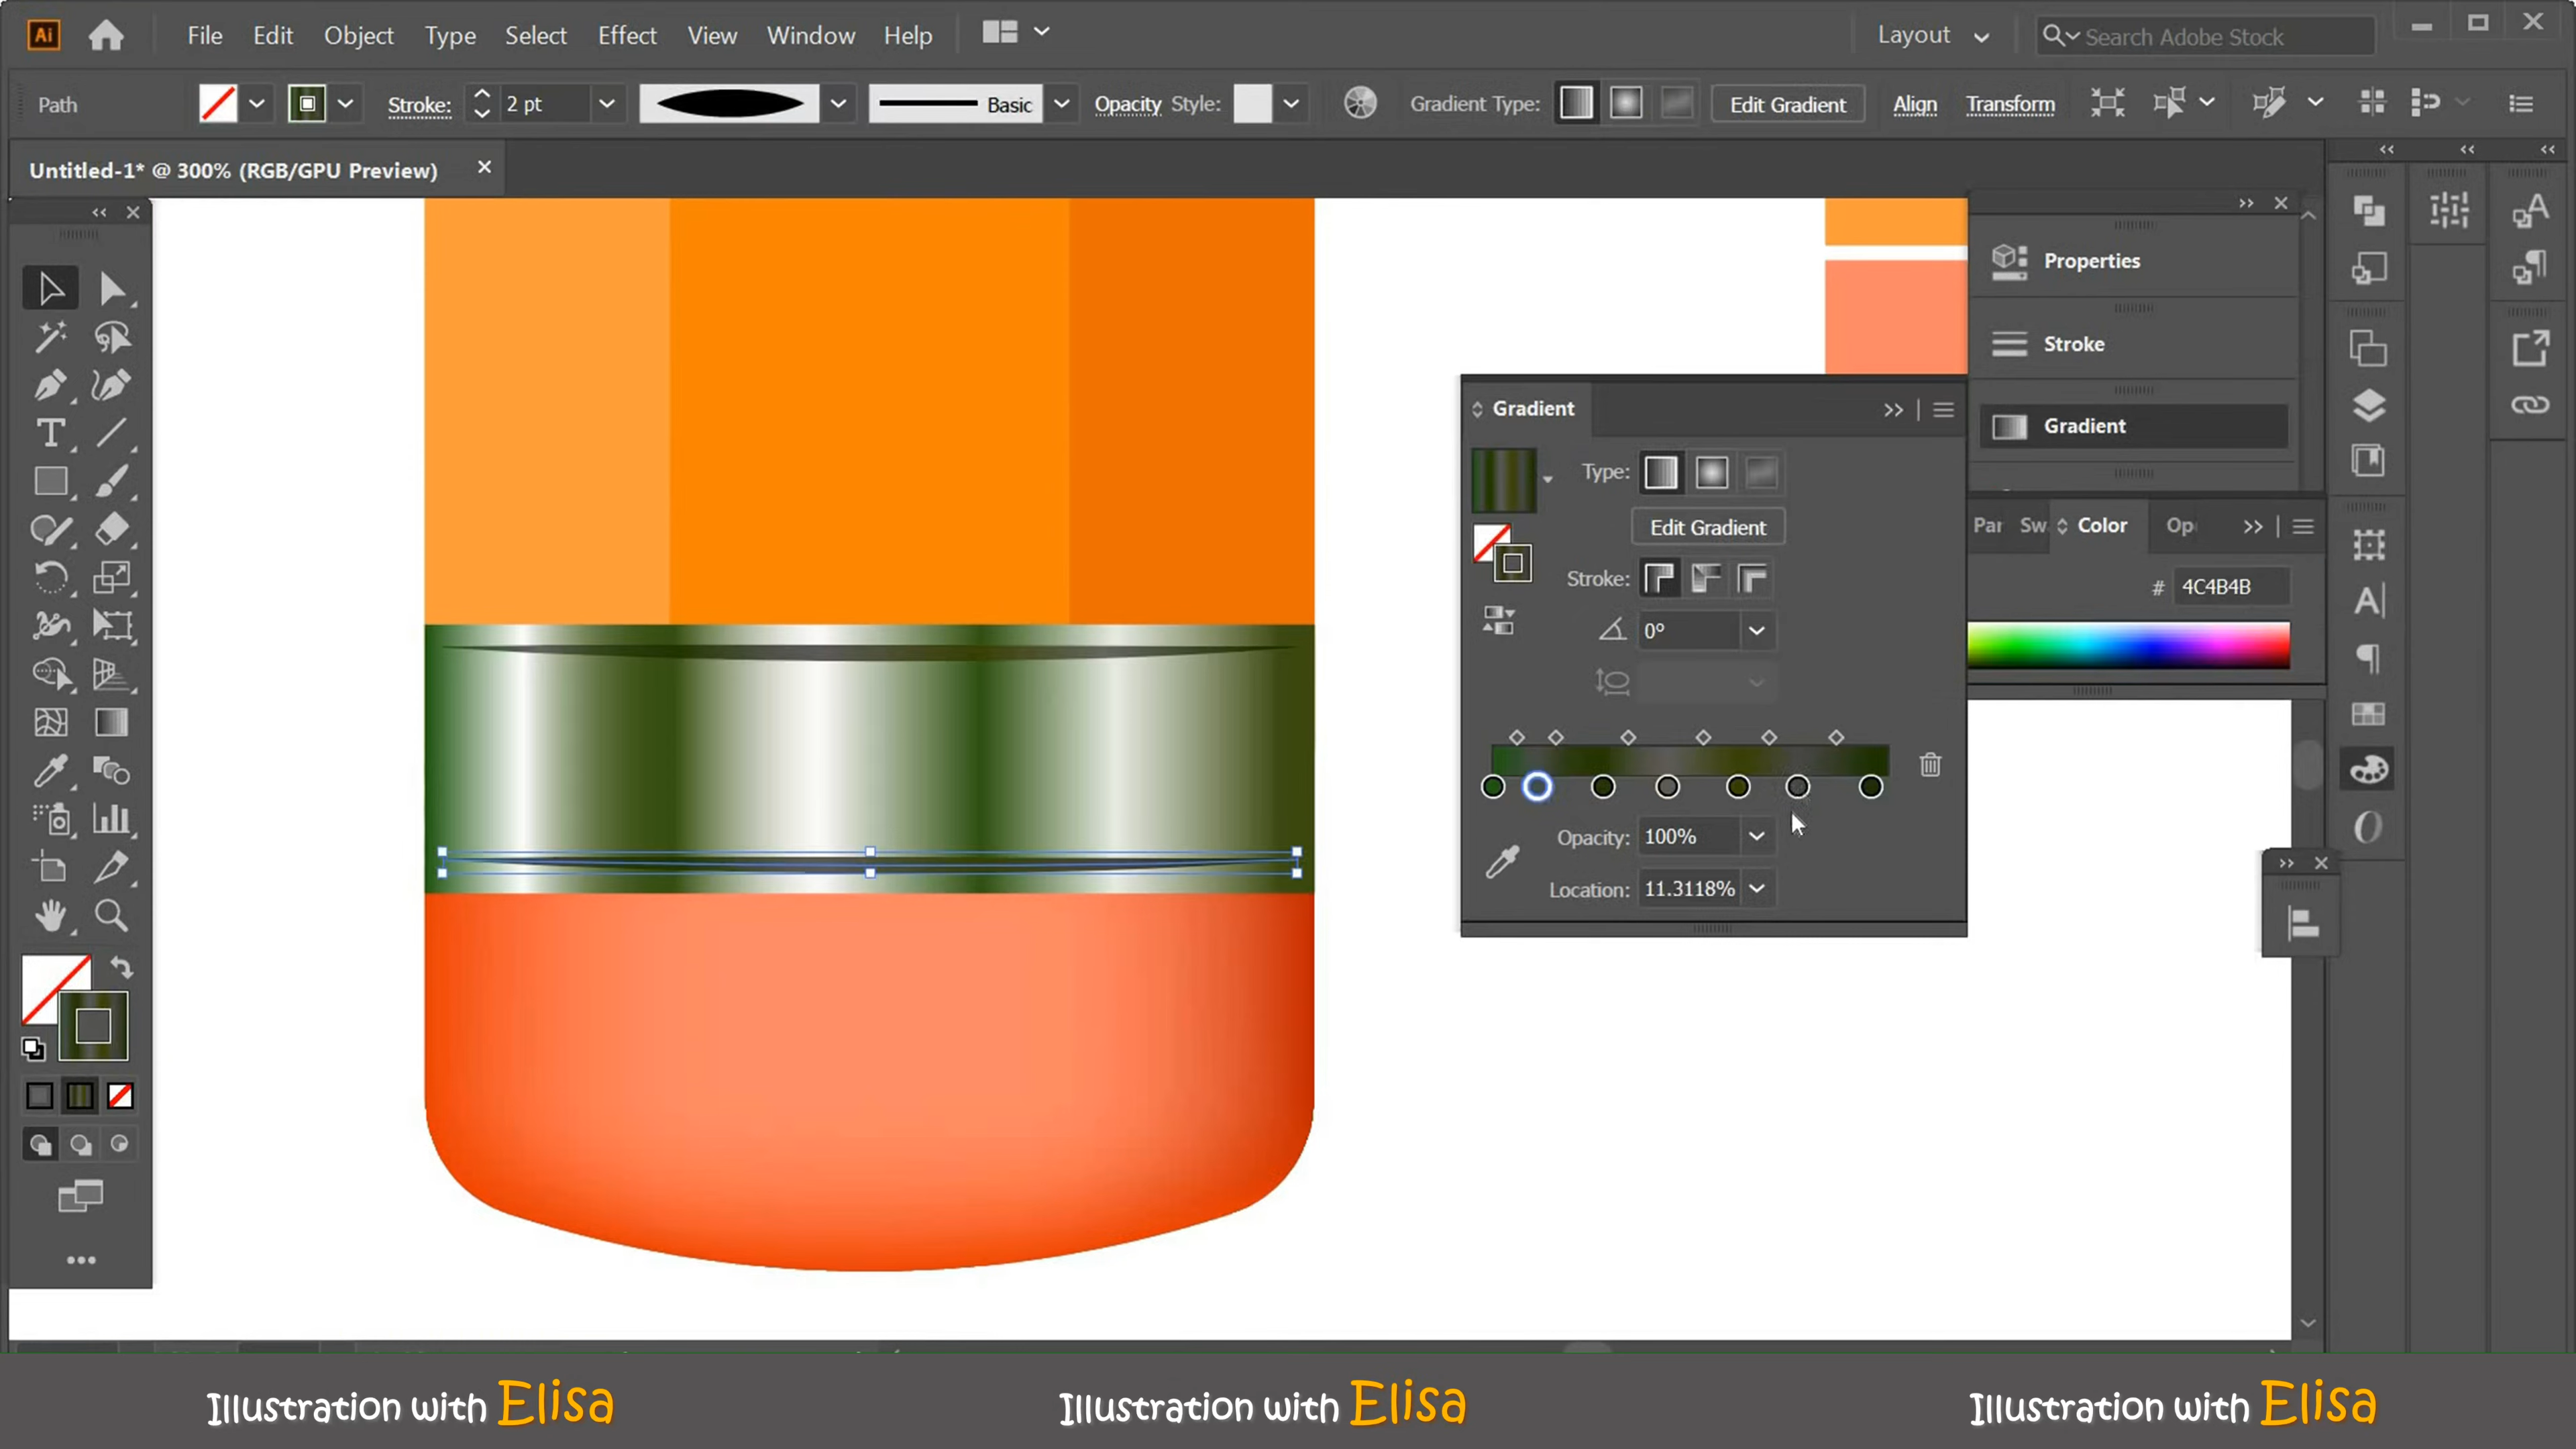 Ai File Edit Object Type Select Effect View Window Help Layout Search Adobe Stock
Path Stroke: 2 pt Basic Opacity Style: Gradient Type: Edit Gradient Align Transform
Untitled-1* @ 300% (RGB/GPU Preview)
Properties
Stroke
Gradient
Gradient
Type:
Edit Gradient
Stroke:
0°
Opacity: 100%
Location: 11.3118%
Par Sw Color Op
# 4C4B4B
Illustration with Elisa
Illustration with Elisa
Illustration with Elisa